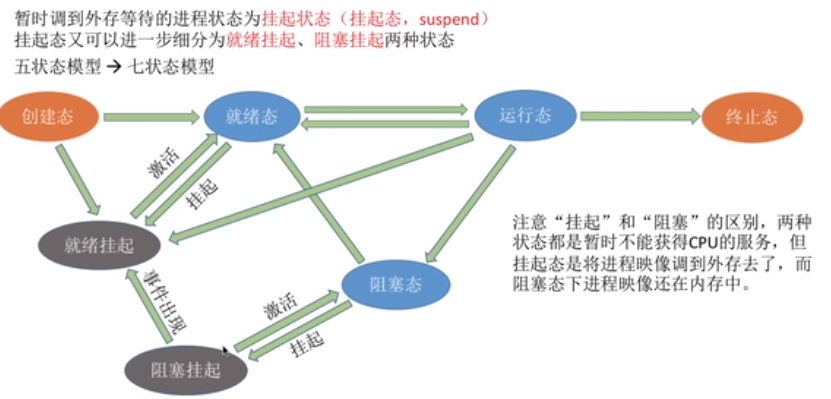 暂时调到外存等待的进程状态为挂起状态（挂起态，suspend）
挂起态又可以进一步细分为就绪挂起、阻塞挂起两种状态
五状态模型→七状态模型
创建态
就绪态
运行态
终止态
激活
挂起
就绪挂起
注意“挂起”和“阻塞”的区别，两种
状态都是暂时不能获得CPU的服务，但
挂起态是将进程映像调到外存去了，而
阻塞态下进程映像还在内存中。
阻塞态
事件出现
激活
挂起
阻塞挂起